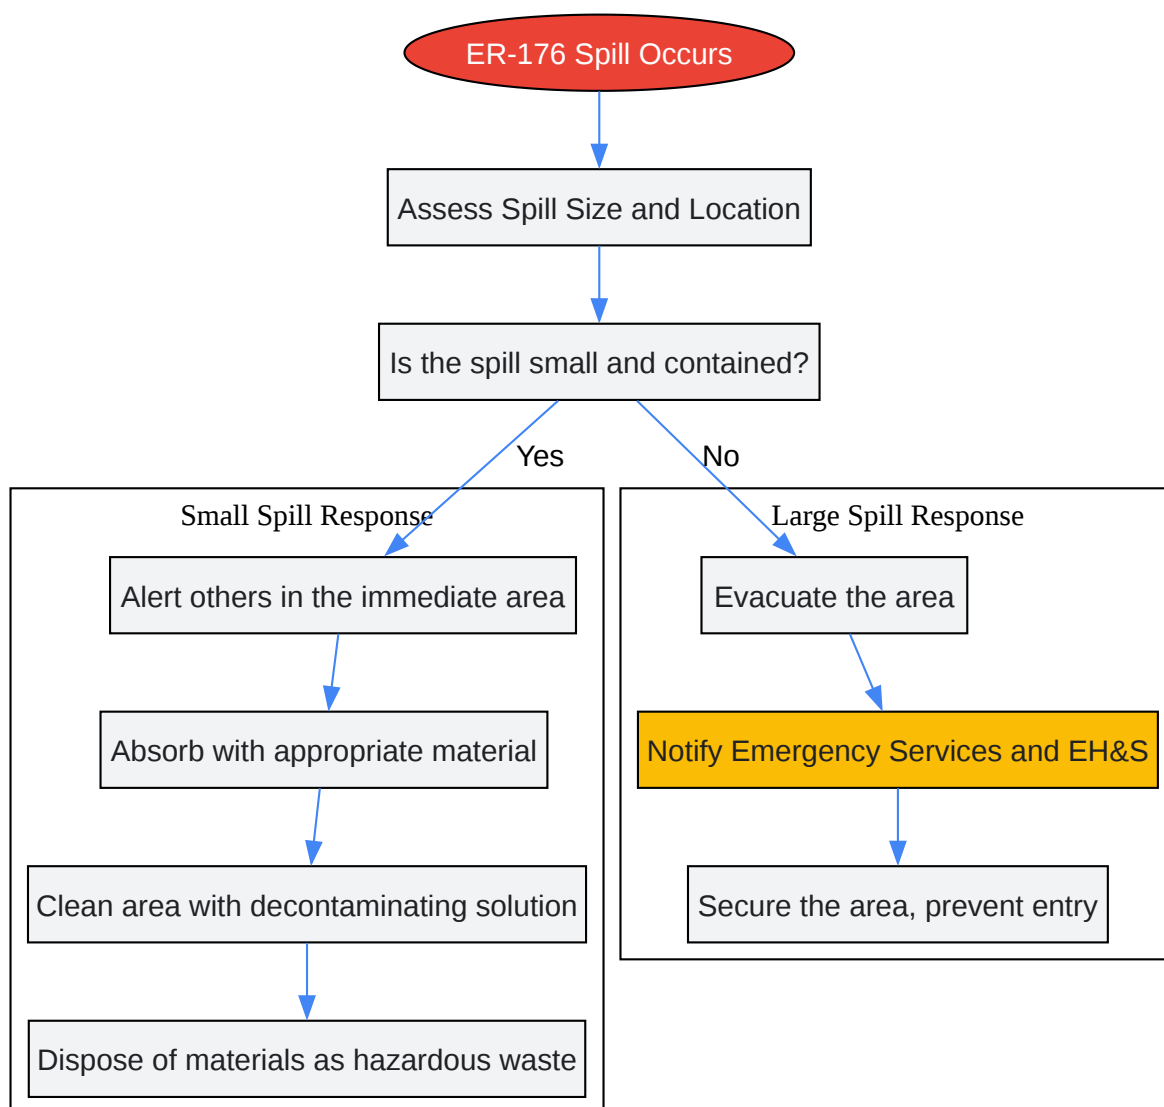 ER-176 Spill Occurs
Assess Spill Size and Location
Is the spill small and contained?
Yes
No
Small Spill Response
Large Spill Response
Alert others in the immediate area
Evacuate the area
Absorb with appropriate material
Notify Emergency Services and EH&S
Clean area with decontaminating solution
Secure the area, prevent entry
Dispose of materials as hazardous waste